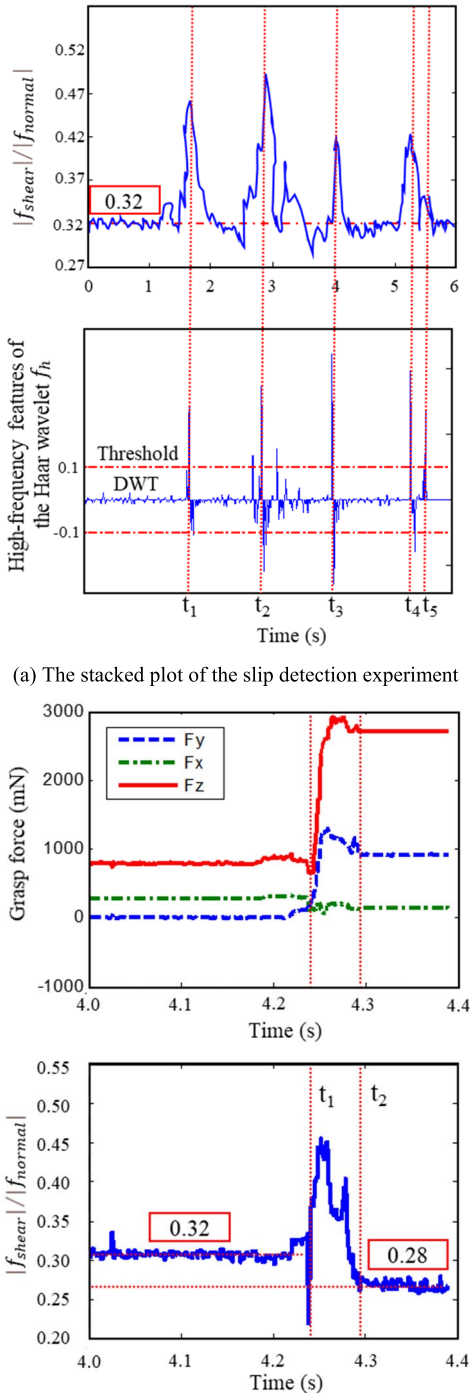 |f_shear|/|f_normal|
0.52
0.47
0.42
0.37
0.32
0.32
0.27
0 1 2 3 4 5 6
High-frequency features of
the Haar wavelet f_h
Threshold
0.1
DWT
-0.1
t1 t2 t3 t4 t5
Time (s)
(a) The stacked plot of the slip detection experiment
Grasp force (mN)
3000
Fy
Fx
2000
Fz
1000
0
-1000
4.0 4.1 4.2 4.3 4.4
Time (s)
|f_shear|/|f_normal|
0.55
0.50
t1 t2
0.45
0.40
0.35
0.32
0.28
0.30
0.25
0.20
4.0 4.1 4.2 4.3 4.4
Time (s)